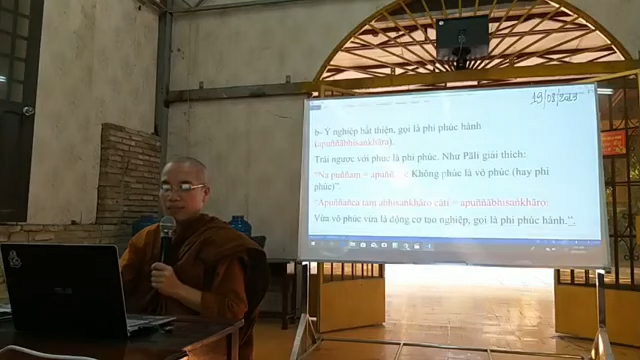 19/08/2023
b- Ý nghiệp bất thiện, gọi là phi phúc hành
(apuññābhisaṅkhāra).
Trái ngược với phúc là phi phúc. Như Pāli giải thích:
"Na puññaṃ = Không phúc là vô phúc (hay phi
phúc)".
"Apuññañca taṃ abhisaṅkhāro cāti = apuññābhisaṅkhāro:
Vừa vô phúc vừa là động cơ tạo nghiệp, gọi là phi phúc hành.".
ASUS